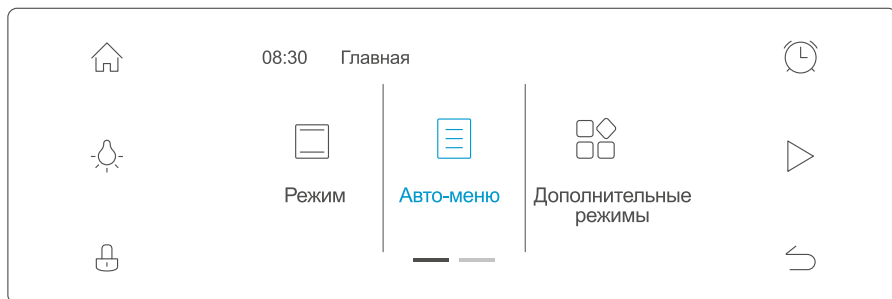 08:30 Главная
Режим
Авто-меню
Дополнительные
режимы